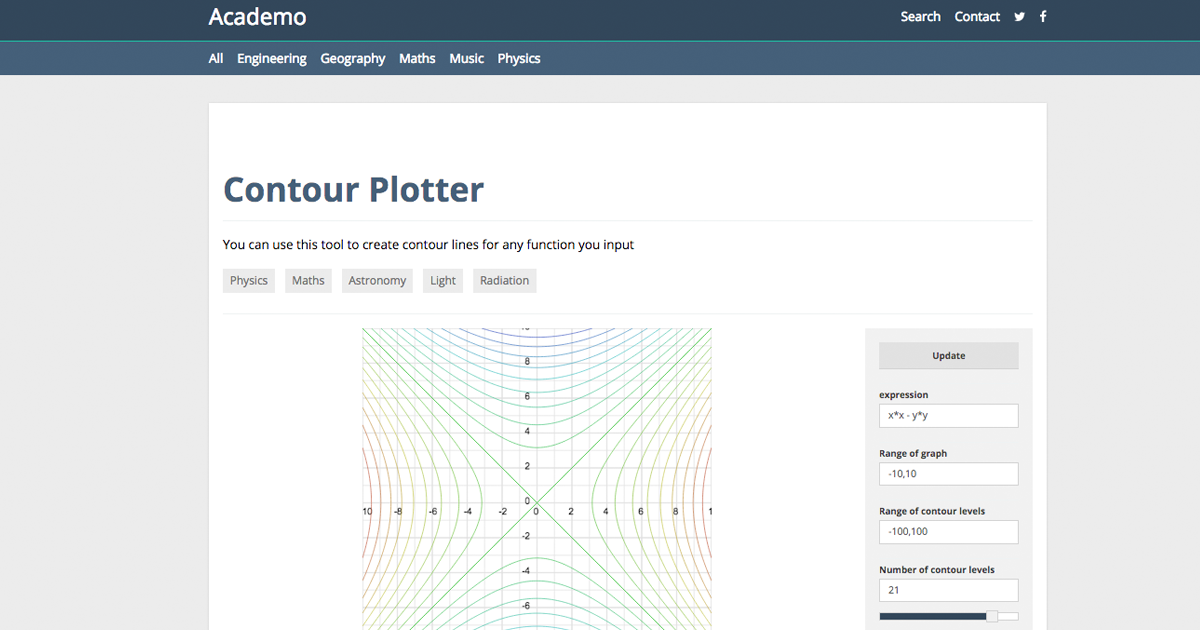 Academo
Search Contact
All Engineering Geography Maths Music Physics
Contour Plotter
You can use this tool to create contour lines for any function you input
Physics Maths Astronomy Light Radiation
Update
expression
x*x - y*y
Range of graph
-10,10
Range of contour levels
-100,100
Number of contour levels
21
8
6
4
2
0
10 -8 -6 -4 -2 0 2 4 6 8 1
-2
-4
-6